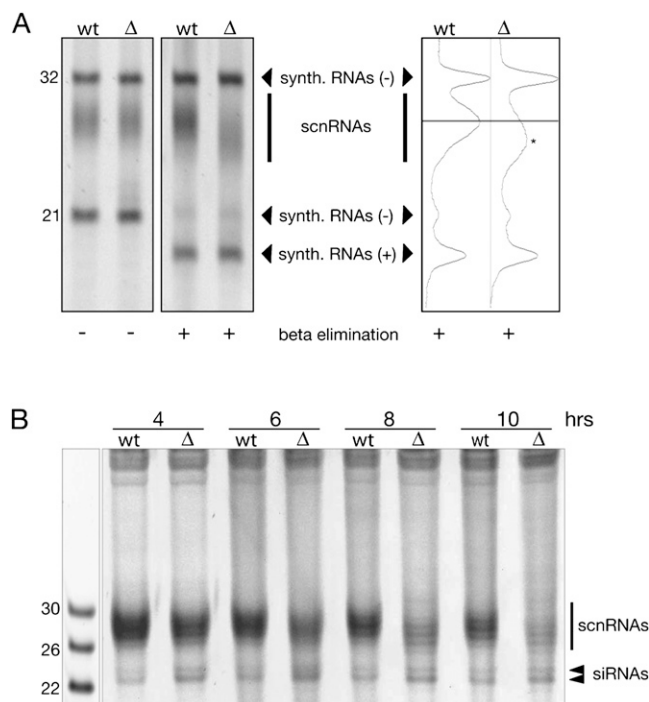 A
wt Δ wt Δ wt Δ
32 synth. RNAs (-)
scnRNAs
*
21 synth. RNAs (-)
synth. RNAs (+)
- - + + beta elimination + +
B
4 6 8 10 hrs
wt Δ wt Δ wt Δ wt Δ
30
scnRNAs
26
siRNAs
22